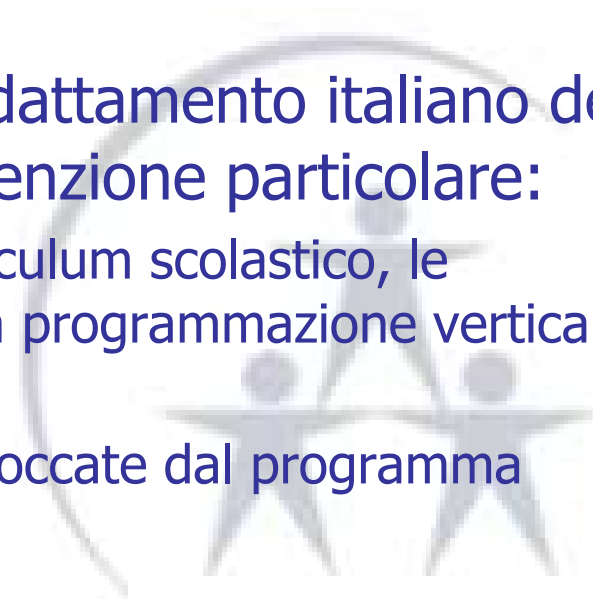 dattamento italiano de
enzione particolare:
culum scolastico, le
programmazione vertica
occate dal programma